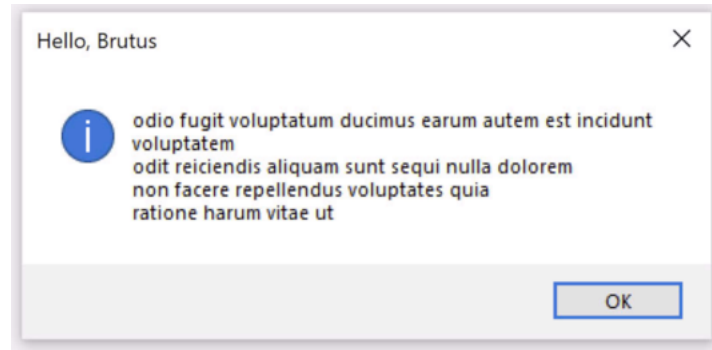 Hello, Brutus
odio fugit voluptatum ducimus earum autem est incidunt
voluptatem
odit reiciendis aliquam sunt sequi nulla dolorem
non facere repellendus voluptates quia
ratione harum vitae ut
OK